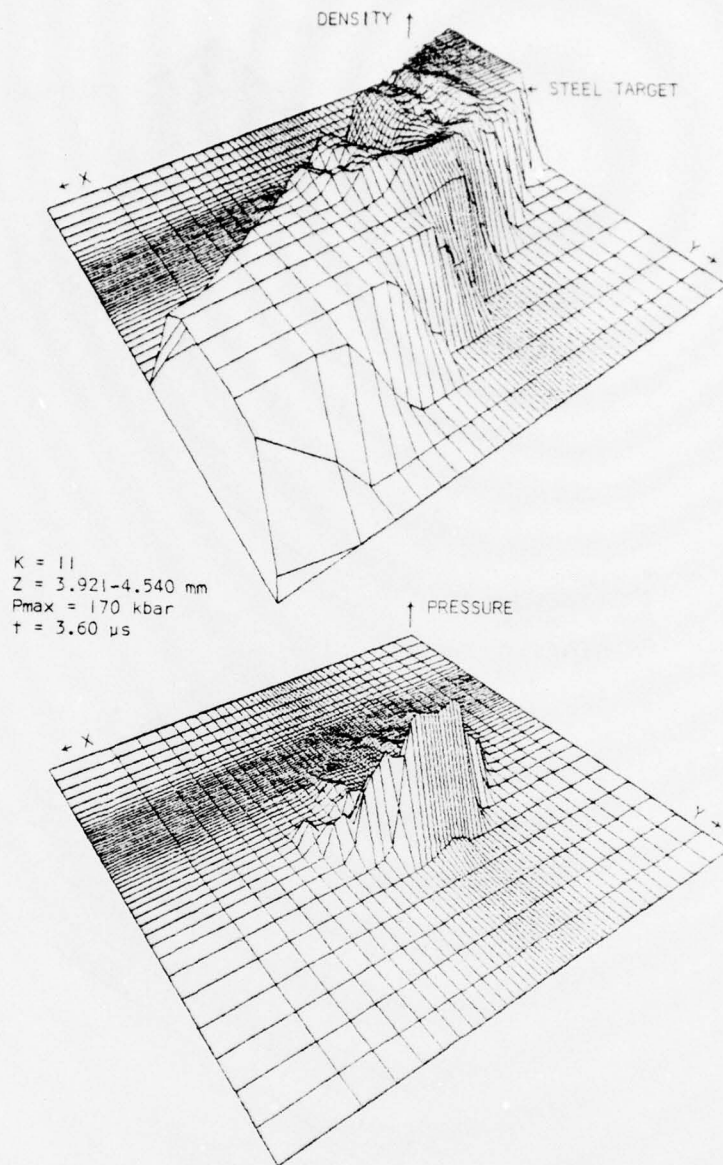 DENSITY ↑
← STEEL TARGET
← X
Y →
K = 11
Z = 3.921-4.540 mm
Pmax = 170 kbar
t = 3.60 μs
↑ PRESSURE
← X
Y →